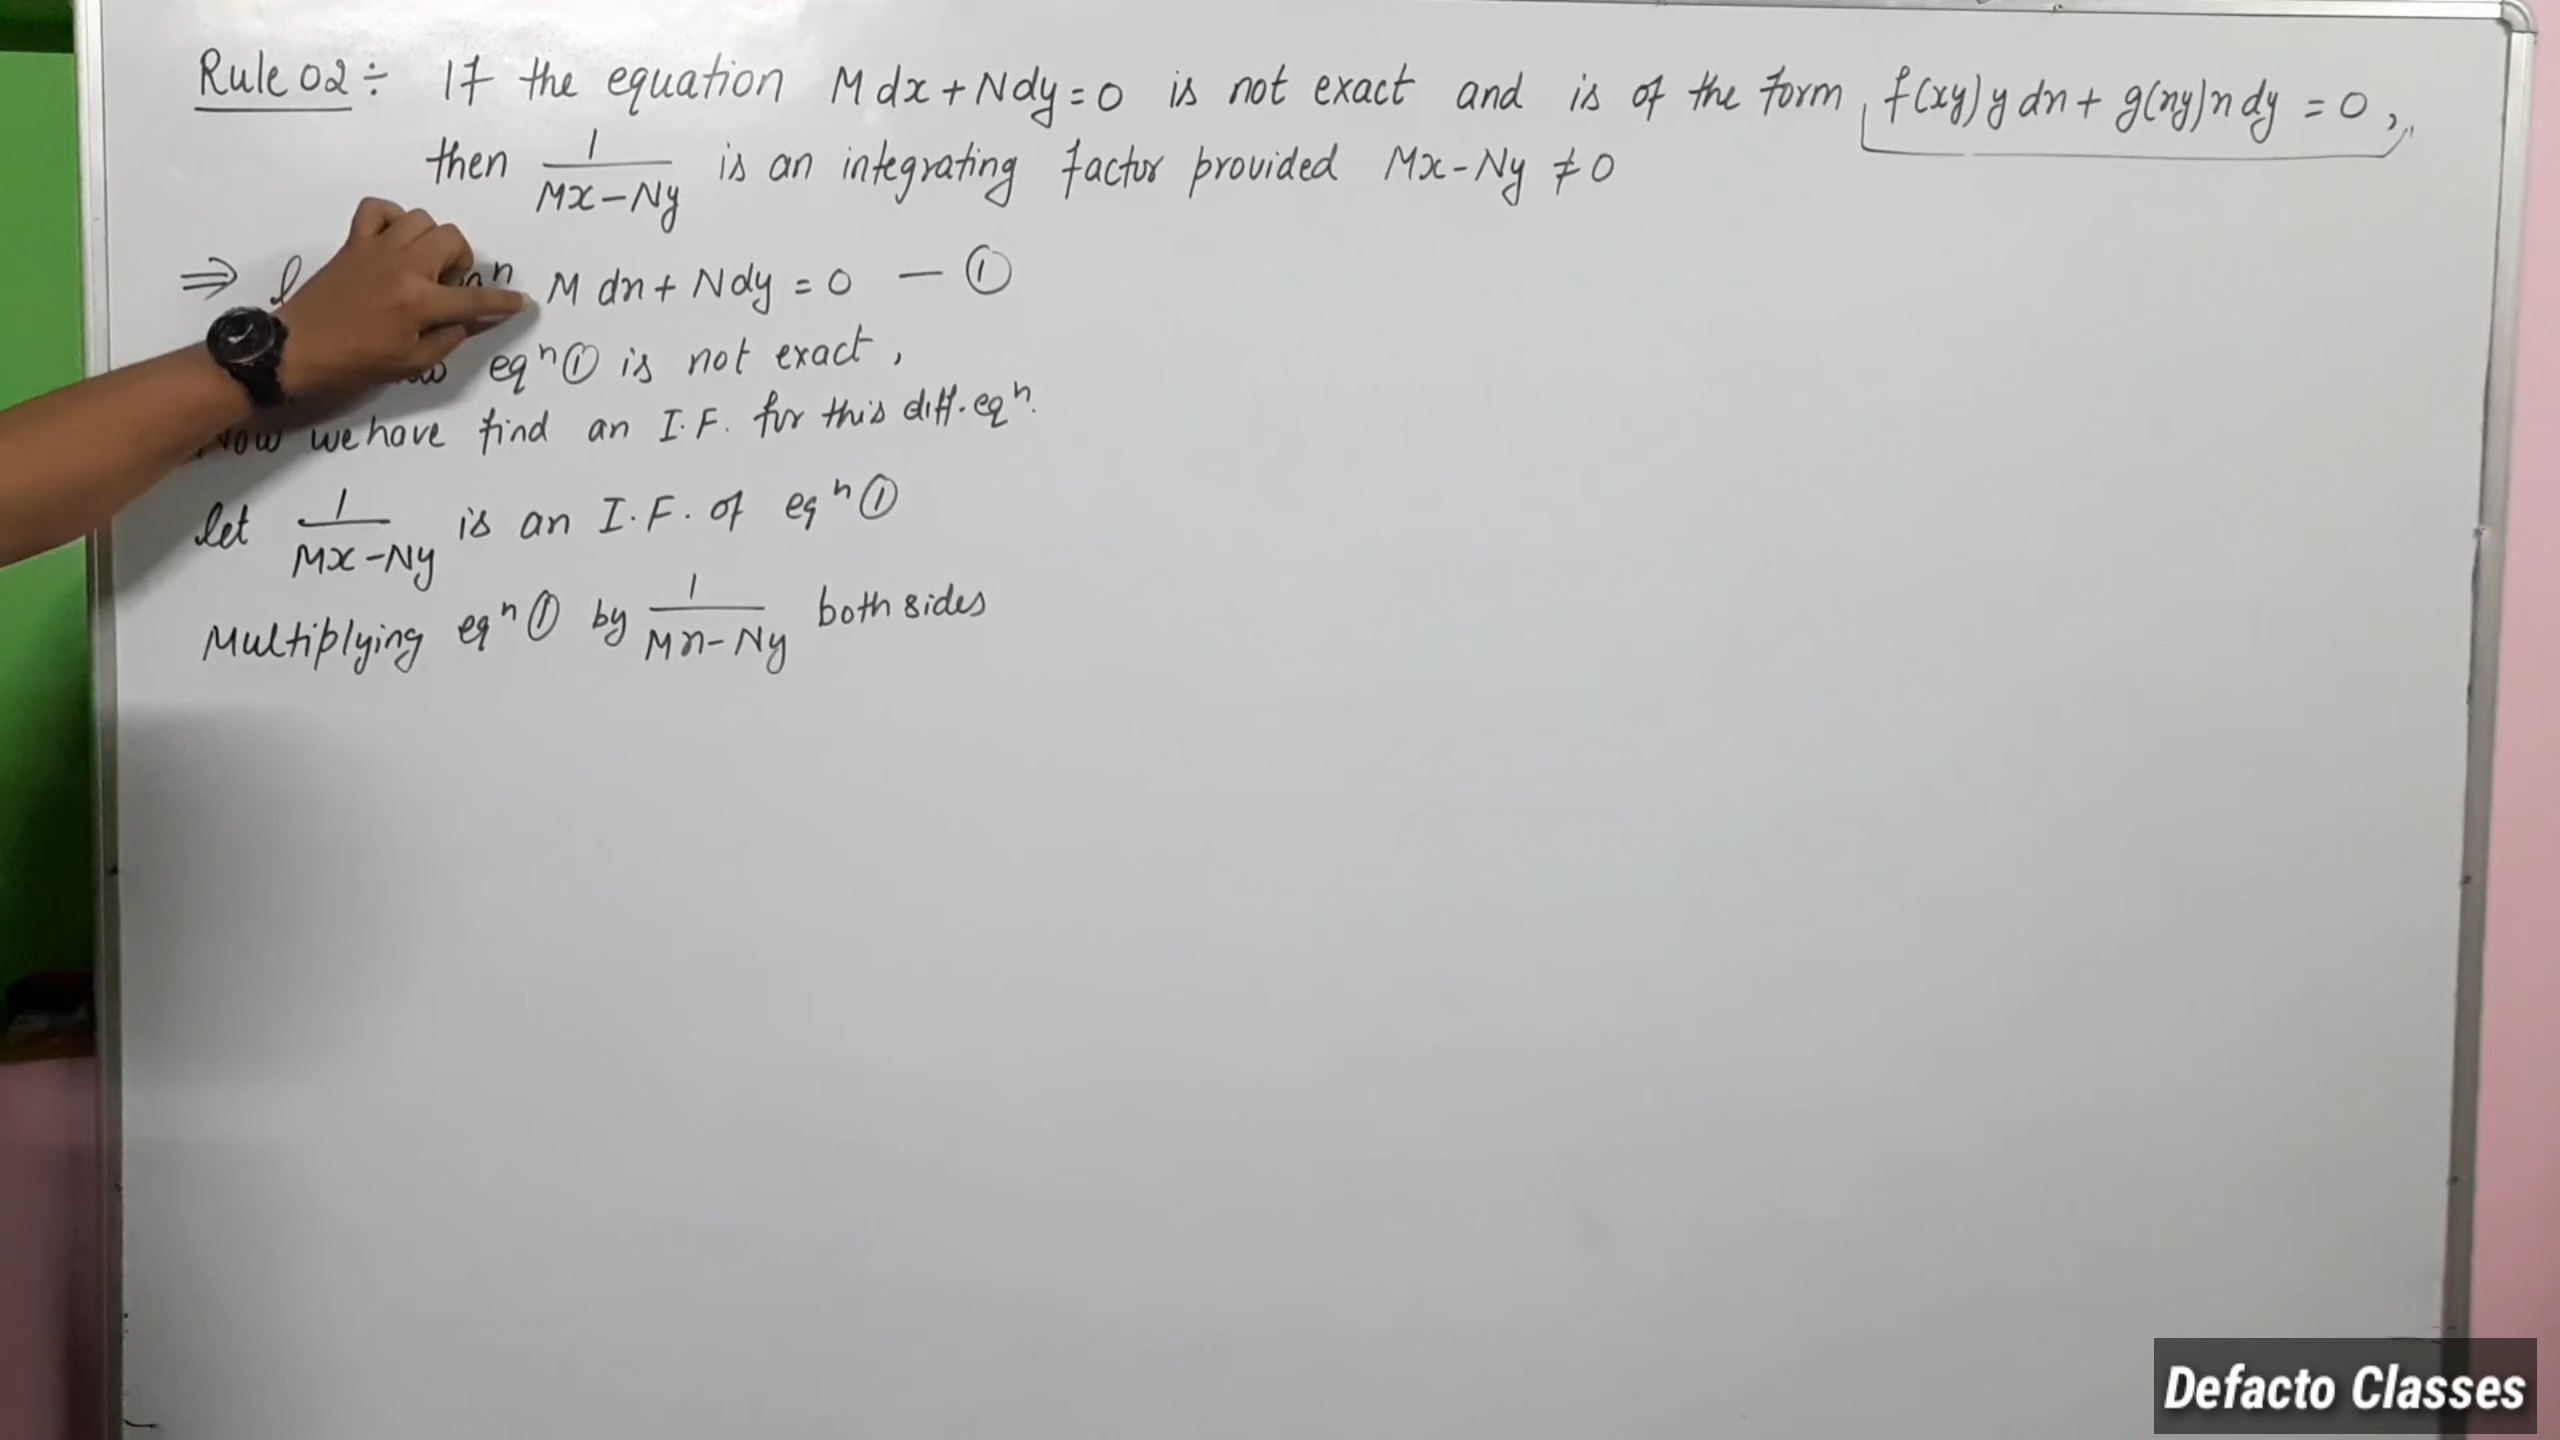 Rule 02 ÷ If the equation M dx + N dy = 0 is not exact and is of the form f(xy) y dx + g(xy) x dy = 0,
then 1/(Mx - Ny) is an integrating factor provided Mx - Ny ≠ 0
⇒ M dx + N dy = 0 — ①
eqⁿ ① is not exact,
Now we have find an I.F. for this diff. eqⁿ.
let 1/(Mx - Ny) is an I.F. of eqⁿ ①
Multiplying eqⁿ ① by 1/(Mx - Ny) both sides
Defacto Classes